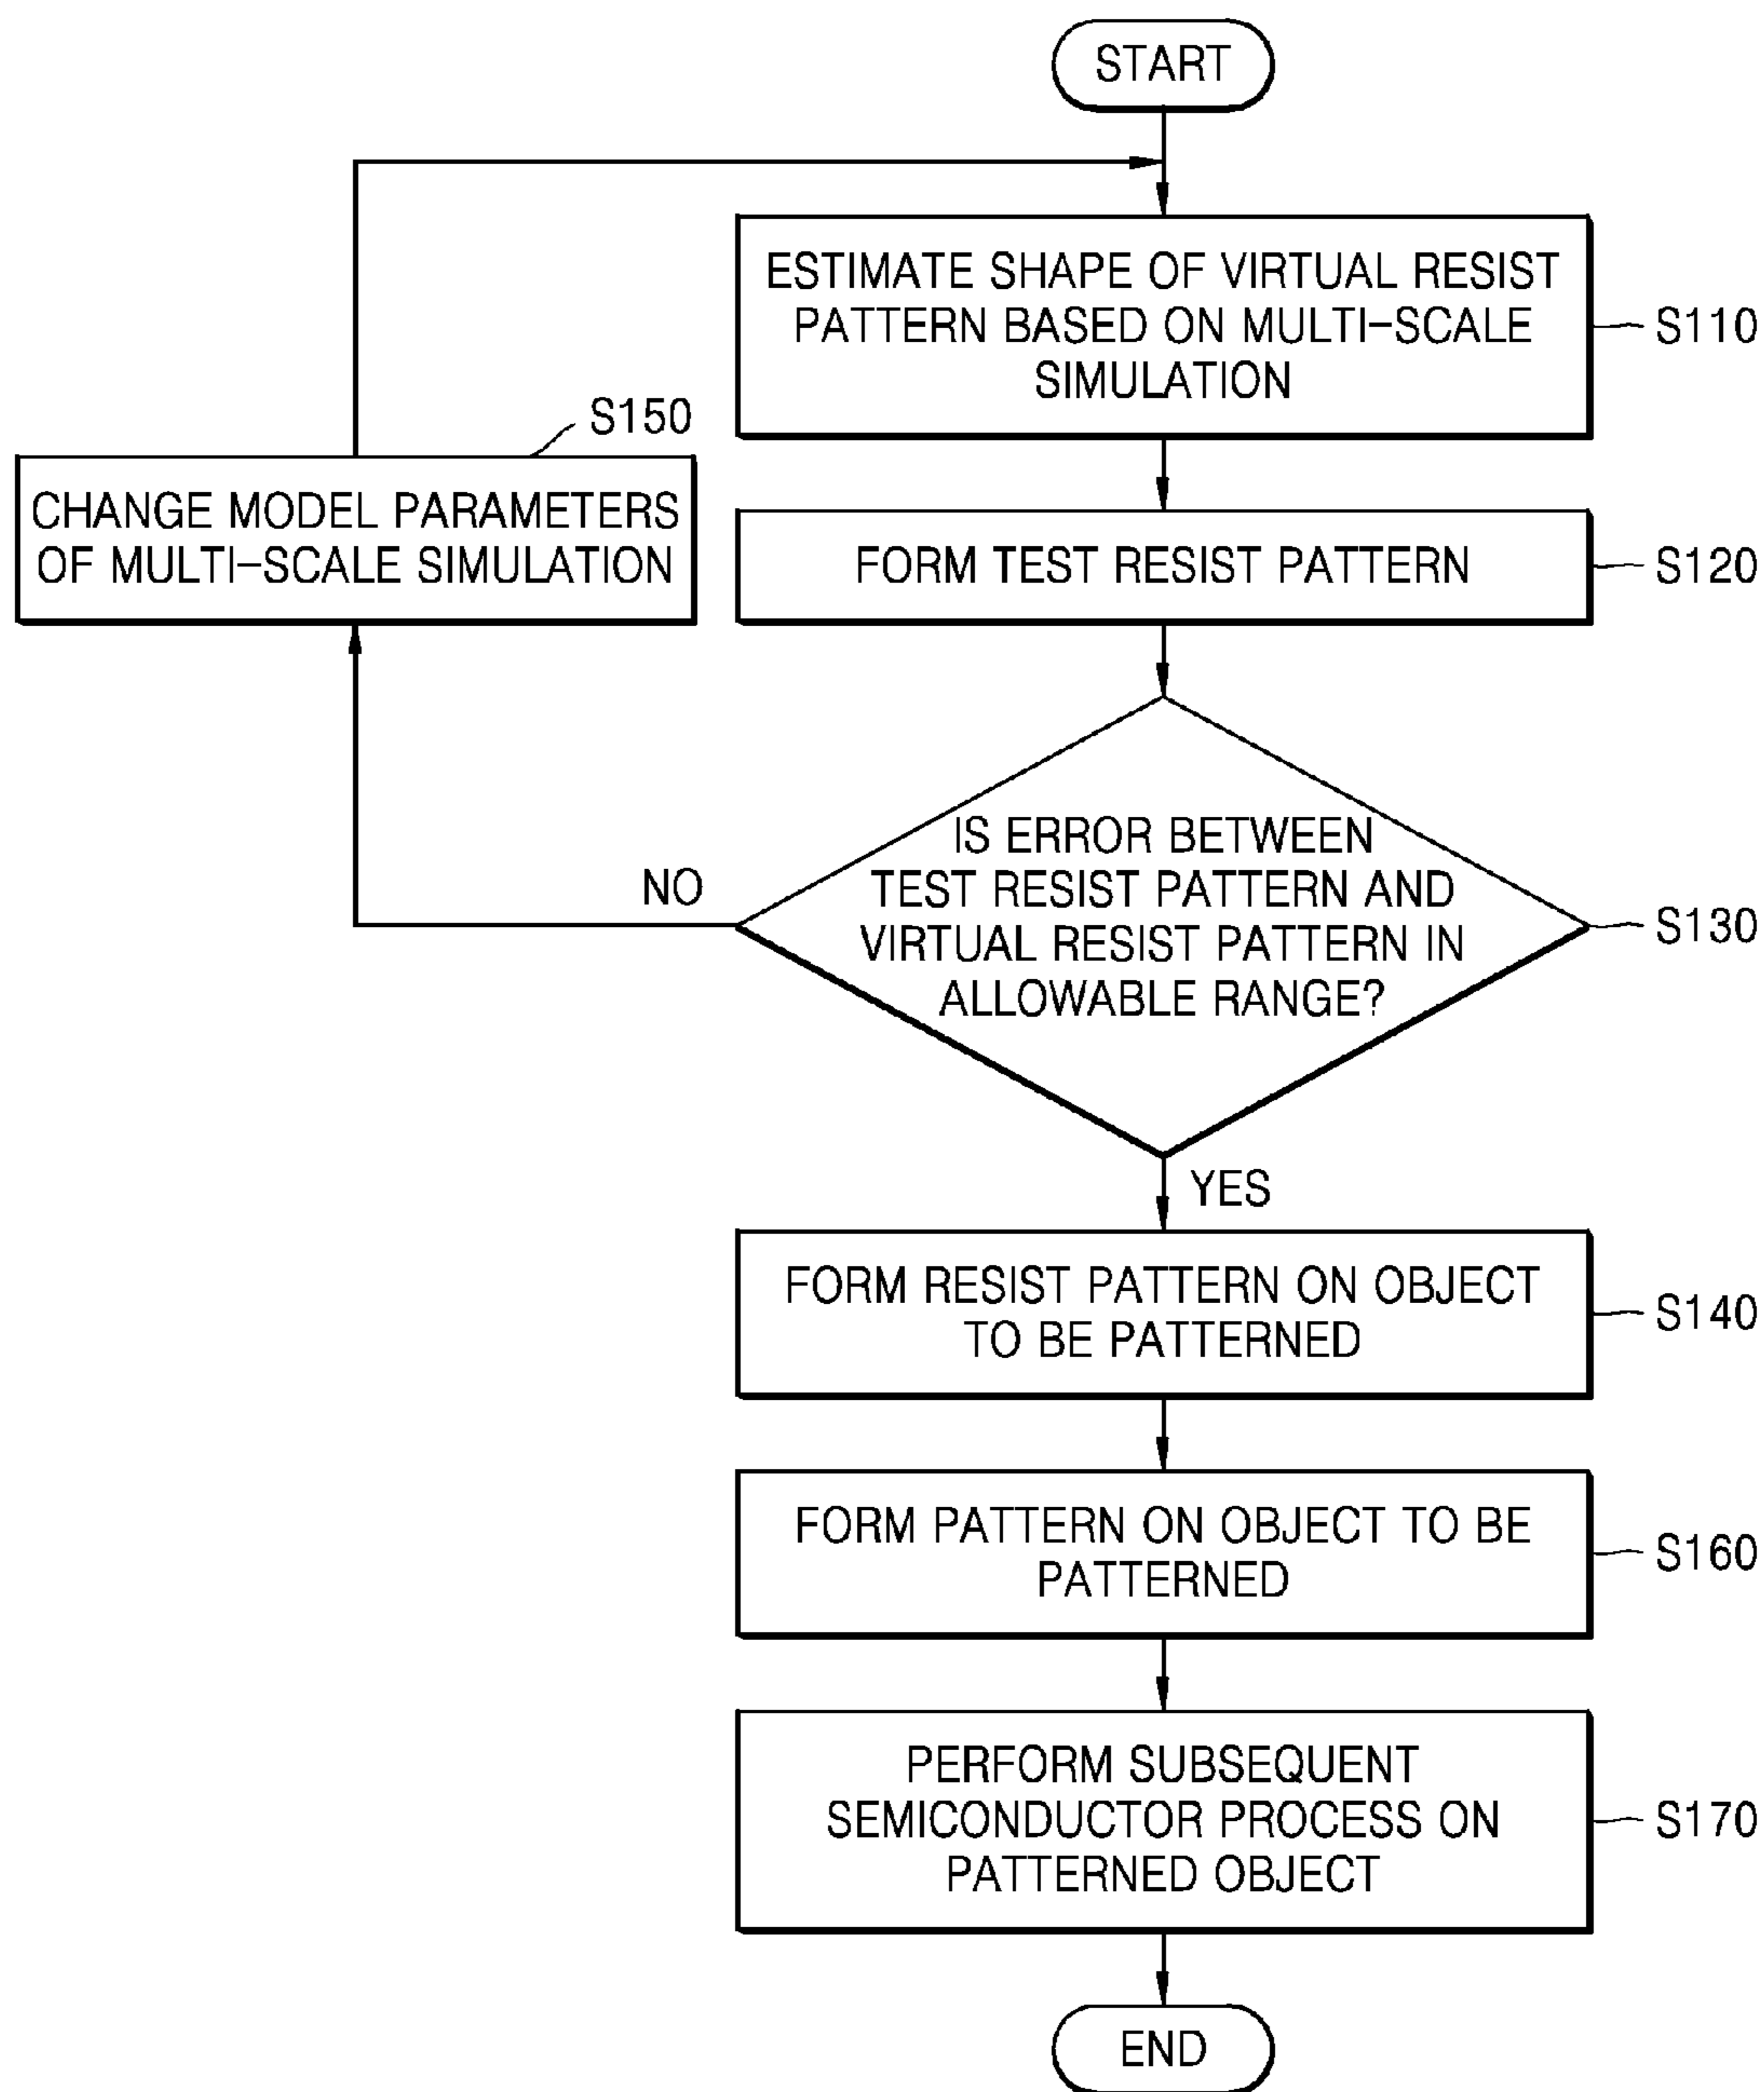 START
ESTIMATE SHAPE OF VIRTUAL RESIST
PATTERN BASED ON MULTI-SCALE
SIMULATION
S110
S150
CHANGE MODEL PARAMETERS
OF MULTI-SCALE SIMULATION
FORM TEST RESIST PATTERN
S120
IS ERROR BETWEEN
TEST RESIST PATTERN AND
VIRTUAL RESIST PATTERN IN
ALLOWABLE RANGE?
S130
NO
YES
FORM RESIST PATTERN ON OBJECT
TO BE PATTERNED
S140
FORM PATTERN ON OBJECT TO BE
PATTERNED
S160
PERFORM SUBSEQUENT
SEMICONDUCTOR PROCESS ON
PATTERNED OBJECT
S170
END